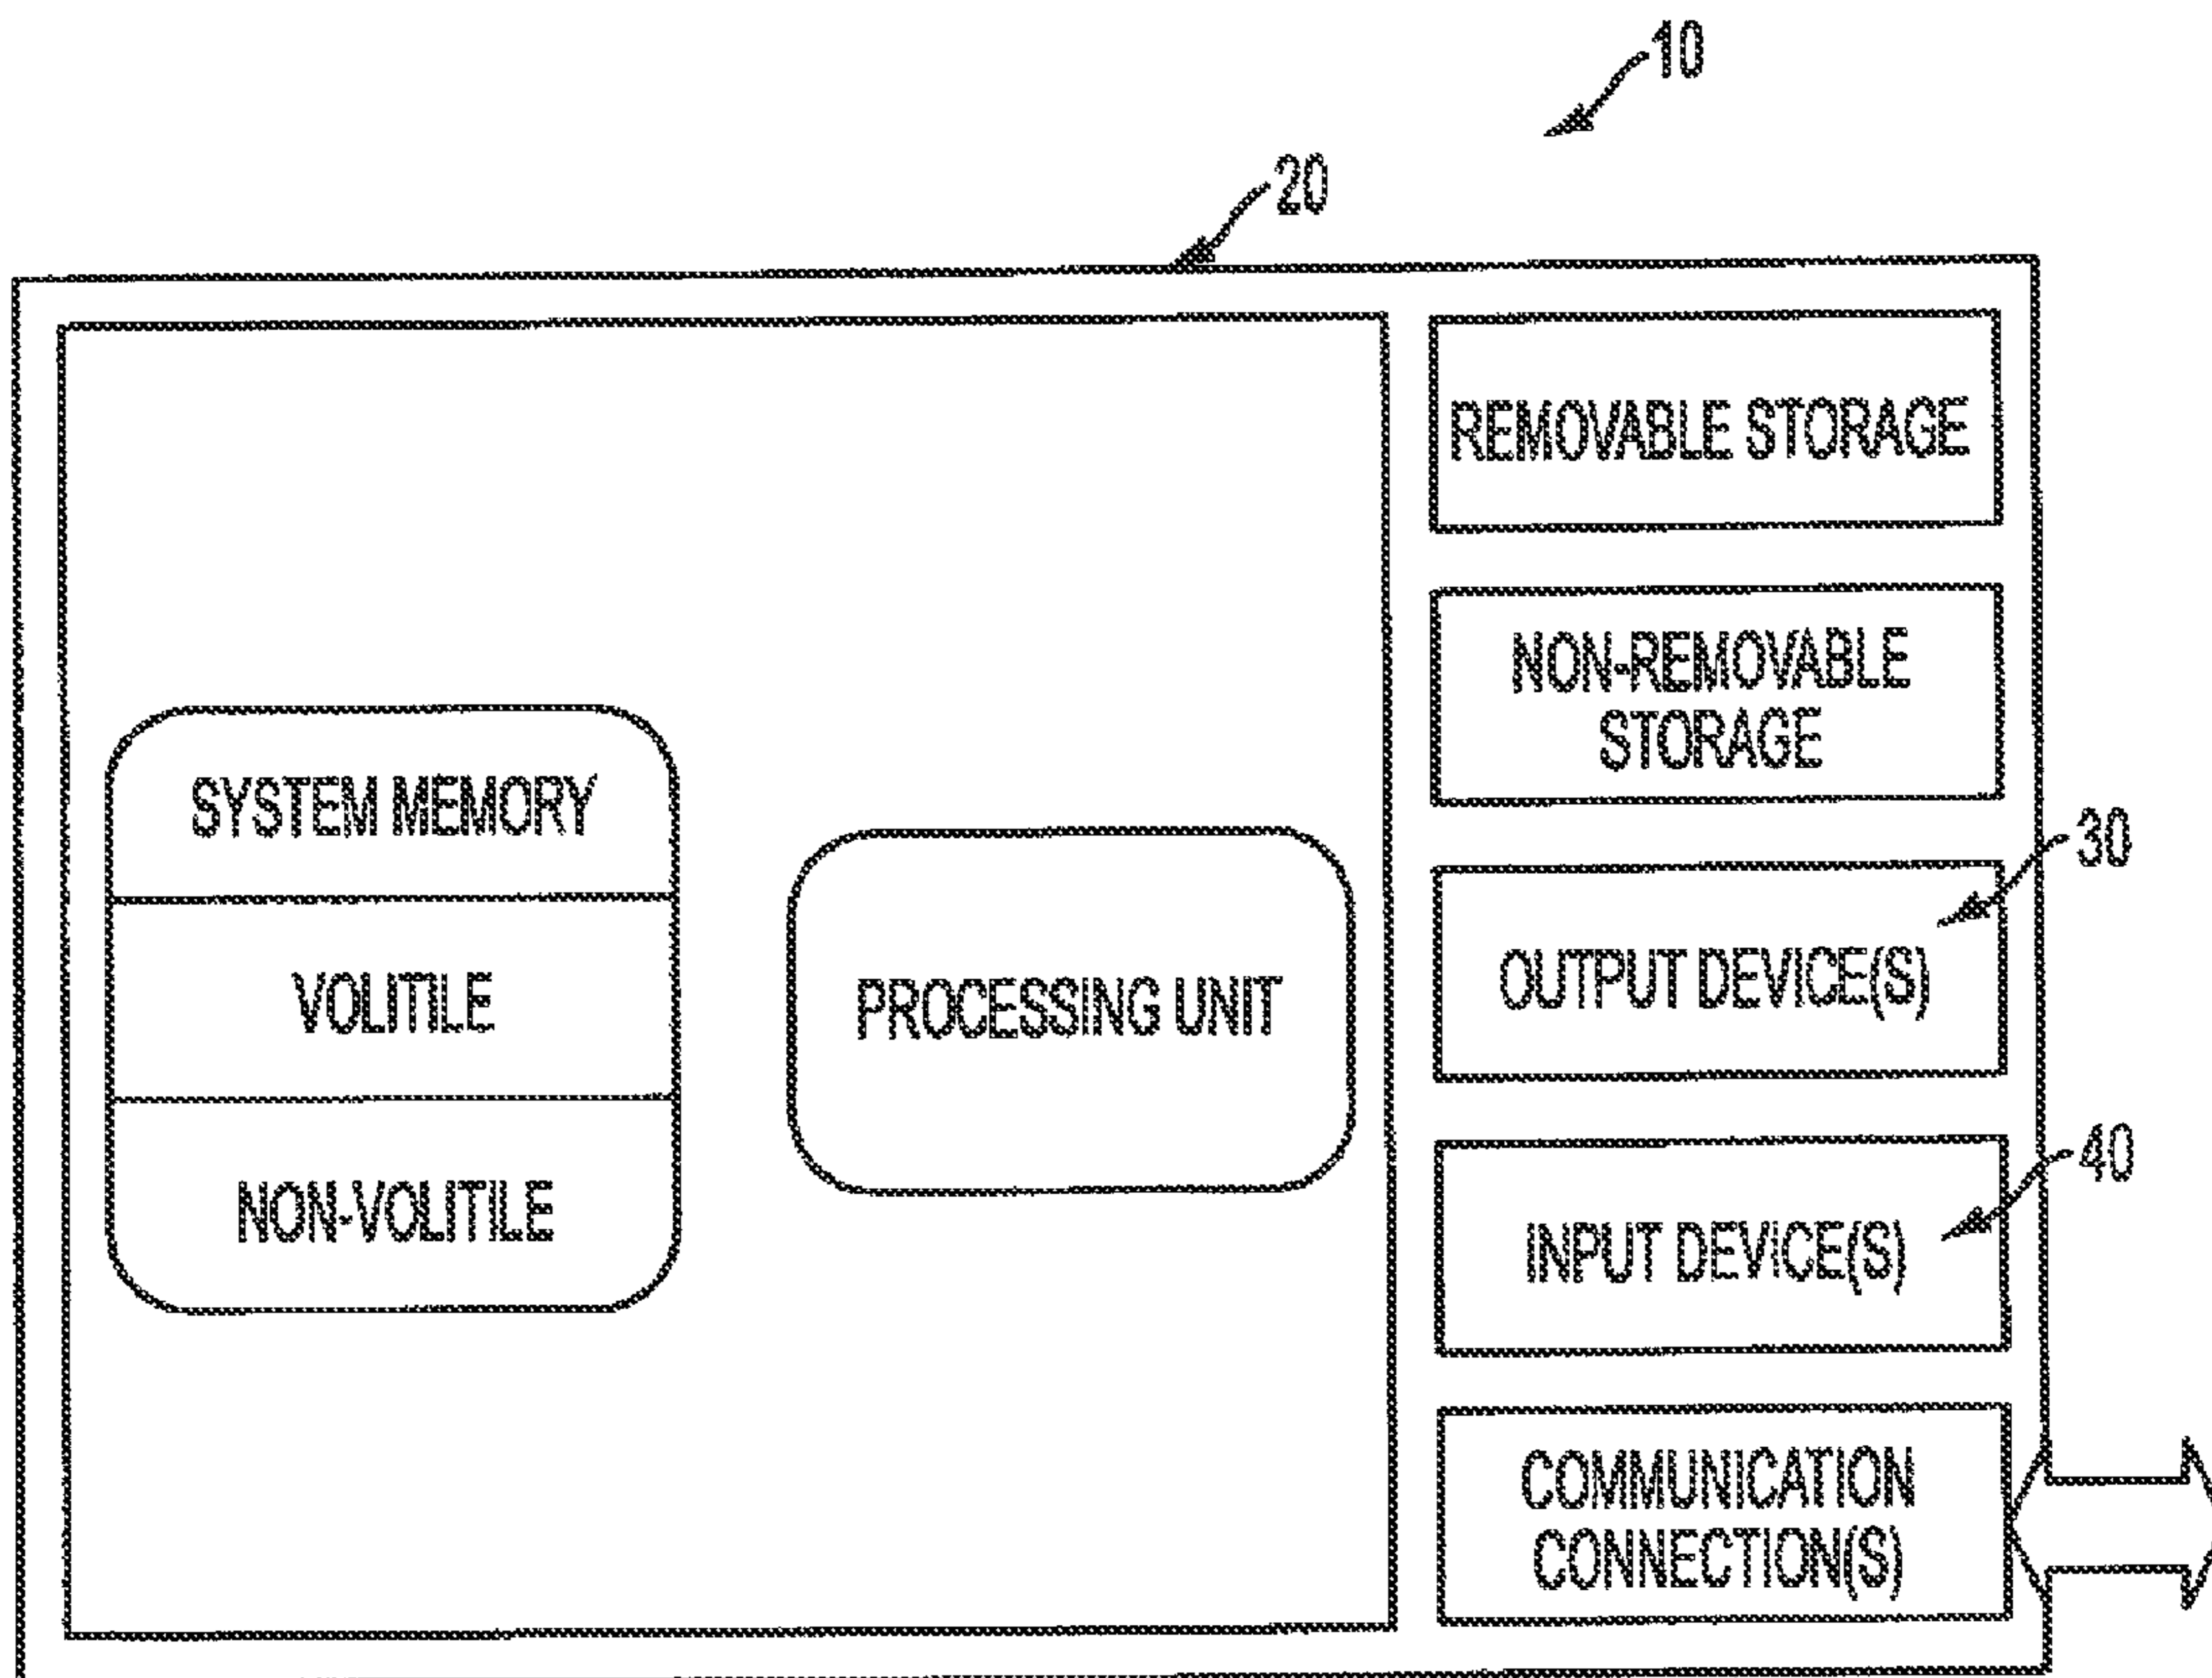 10
20
REMOVABLE STORAGE
NON-REMOVABLE
STORAGE
SYSTEM MEMORY
VOLITILE
NON-VOLITILE
PROCESSING UNIT
30
OUTPUT DEVICE(S)
40
INPUT DEVICE(S)
COMMUNICATION
CONNECTION(S)